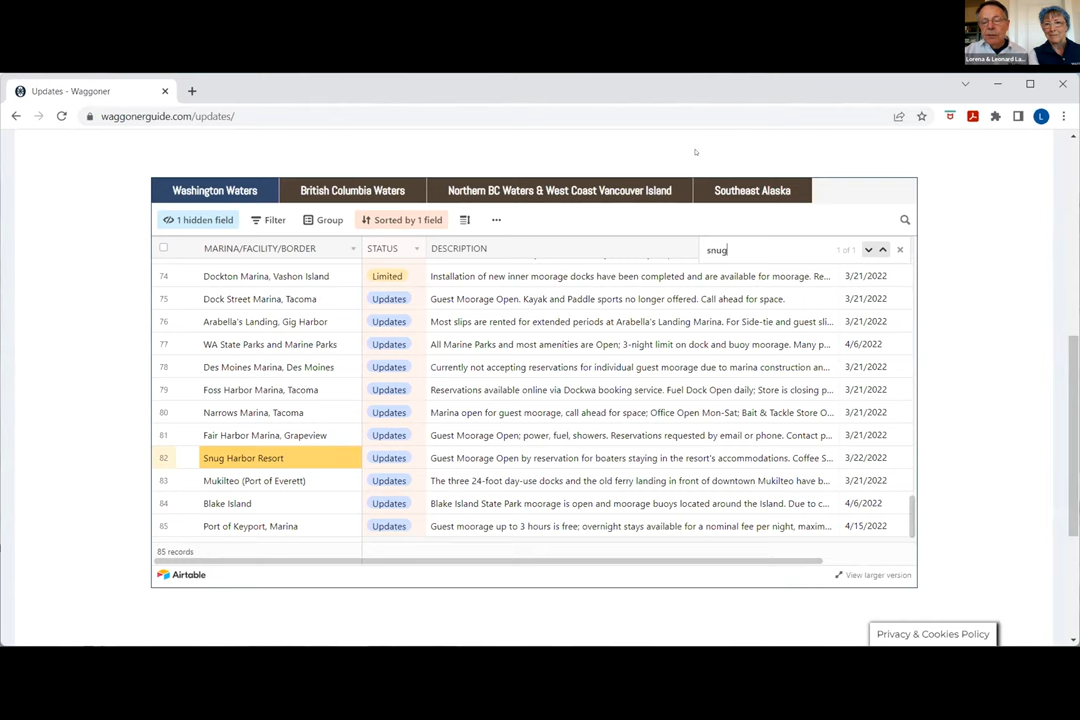 Lorena & Leonard La...
Updates - Waggoner
waggonerguide.com/updates/
L
Washington Waters British Columbia Waters Northern BC Waters & West Coast Vancouver Island Southeast Alaska
1 hidden field Filter Group Sorted by 1 field ...
MARINA/FACILITY/BORDER STATUS DESCRIPTION snug 1 of 1
74 Dockton Marina, Vashon Island Limited Installation of new inner moorage docks have been completed and are available for moorage. Re... 3/21/2022
75 Dock Street Marina, Tacoma Updates Guest Moorage Open. Kayak and Paddle sports no longer offered. Call ahead for space. 3/21/2022
76 Arabella's Landing, Gig Harbor Updates Most slips are rented for extended periods at Arabella's Landing Marina. For Side-tie and guest sli... 3/21/2022
77 WA State Parks and Marine Parks Updates All Marine Parks and most amenities are Open; 3-night limit on dock and buoy moorage. Many p... 4/6/2022
78 Des Moines Marina, Des Moines Updates Currently not accepting reservations for individual guest moorage due to marina construction an... 3/21/2022
79 Foss Harbor Marina, Tacoma Updates Reservations available online via Dockwa booking service. Fuel Dock Open daily; Store is closing p... 3/21/2022
80 Narrows Marina, Tacoma Updates Marina open for guest moorage, call ahead for space; Office Open Mon-Sat; Bait & Tackle Store O... 3/21/2022
81 Fair Harbor Marina, Grapeview Updates Guest Moorage Open; power, fuel, showers. Reservations requested by email or phone. Contact p... 3/21/2022
82 Snug Harbor Resort Updates Guest Moorage Open by reservation for boaters staying in the resort's accommodations. Coffee S... 3/22/2022
83 Mukilteo (Port of Everett) Updates The three 24-foot day-use docks and the old ferry landing in front of downtown Mukilteo have b... 3/21/2022
84 Blake Island Updates Blake Island State Park moorage is open and moorage buoys located around the Island. Due to c... 4/6/2022
85 Port of Keyport, Marina Updates Guest moorage up to 3 hours is free; overnight stays available for a nominal fee per night, maxim... 4/15/2022
85 records
Airtable View larger version
Privacy & Cookies Policy